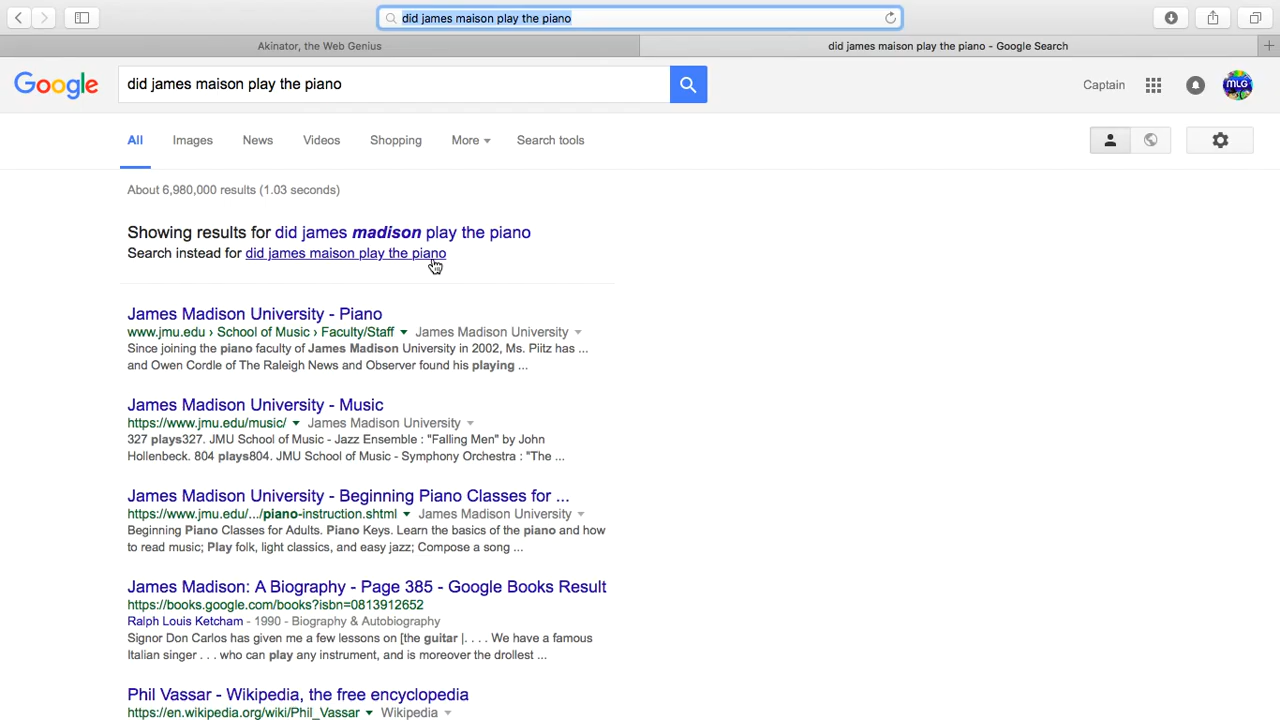 did james maison play the piano
Akinator, the Web Genius
did james maison play the piano - Google Search
Google
did james maison play the piano
Captain
MLG
All
Images
News
Videos
Shopping
More
Search tools
About 6,980,000 results (1.03 seconds)
Showing results for did james madison play the piano
Search instead for did james maison play the piano
James Madison University - Piano
www.jmu.edu › School of Music › Faculty/Staff James Madison University
Since joining the piano faculty of James Madison University in 2002, Ms. Piitz has ...
and Owen Cordle of The Raleigh News and Observer found his playing ...
James Madison University - Music
https://www.jmu.edu/music/ James Madison University
327 plays327. JMU School of Music - Jazz Ensemble : "Falling Men" by John
Hollenbeck. 804 plays804. JMU School of Music - Symphony Orchestra : "The ...
James Madison University - Beginning Piano Classes for ...
https://www.jmu.edu/.../piano-instruction.shtml James Madison University
Beginning Piano Classes for Adults. Piano Keys. Learn the basics of the piano and how
to read music; Play folk, light classics, and easy jazz; Compose a song ...
James Madison: A Biography - Page 385 - Google Books Result
https://books.google.com/books?isbn=0813912652
Ralph Louis Ketcham - 1990 - Biography & Autobiography
Signor Don Carlos has given me a few lessons on [the guitar |. . . . We have a famous
Italian singer . . . who can play any instrument, and is moreover the drollest ...
Phil Vassar - Wikipedia, the free encyclopedia
https://en.wikipedia.org/wiki/Phil_Vassar Wikipedia